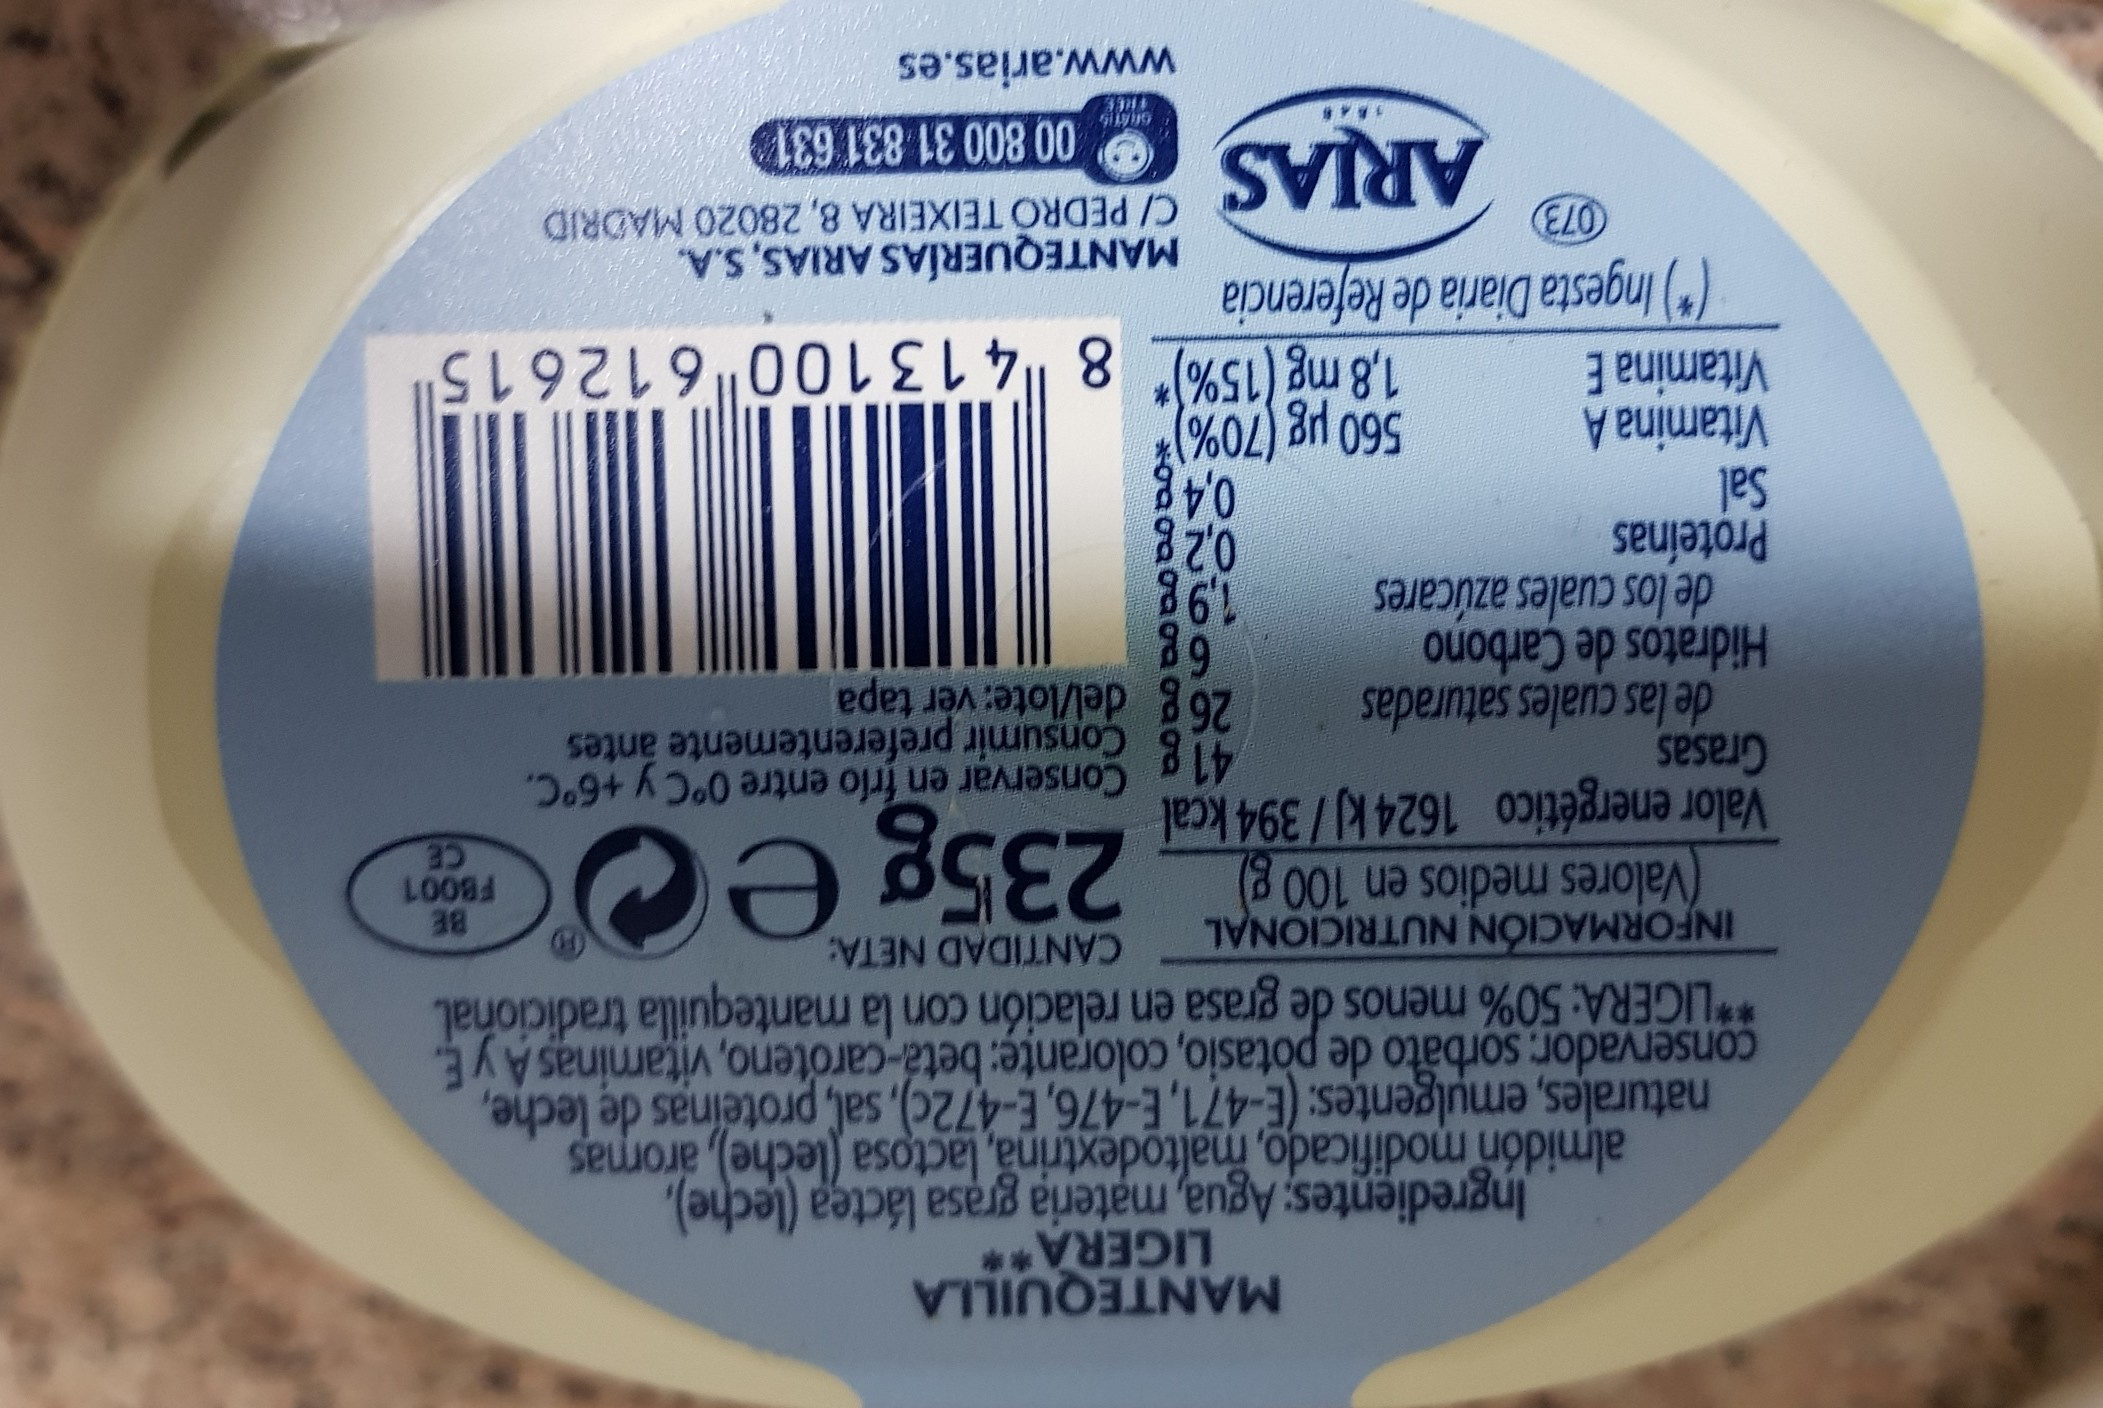 MANTEQUILLA
LIGERA**
Ingredientes: Agua, materia grasa láctea (leche),
almidón modificado, maltodextrina, lactosa (leche), aromas
naturales, emulgentes: (E-471, E-476, E-472c), sal, proteínas de leche,
conservador: sorbato de potasio, colorante: beta-caroteno, vitaminas A y E.
**LIGERA: 50% menos de grasa en relación con la mantequilla tradicional
INFORMACIÓN NUTRICIONAL
(Valores medios en 100 g)
Valor energético 1624 kJ / 394 kcal
Grasas 41 g
de las cuales saturadas 26 g
Hidratos de Carbono 6 g
de los cuales azúcares 1,9 g
Proteínas 0,2 g
Sal 0,4 g
Vitamina A 560 µg (70%)*
Vitamina E 1,8 mg (15%)*
(*) Ingesta Diaria de Referencia
073
ARIAS
1848
CANTIDAD NETA:
235g e
®
BE
FB001
CE
Conservar en frío entre 0°C y +6°C.
Consumir preferentemente antes
del/lote: ver tapa
8 413100 612615
MANTEQUERÍAS ARIAS, S.A.
C/ PEDRO TEIXEIRA 8, 28020 MADRID
GRATIS
FREE
00 800 31 831 631
www.arias.es